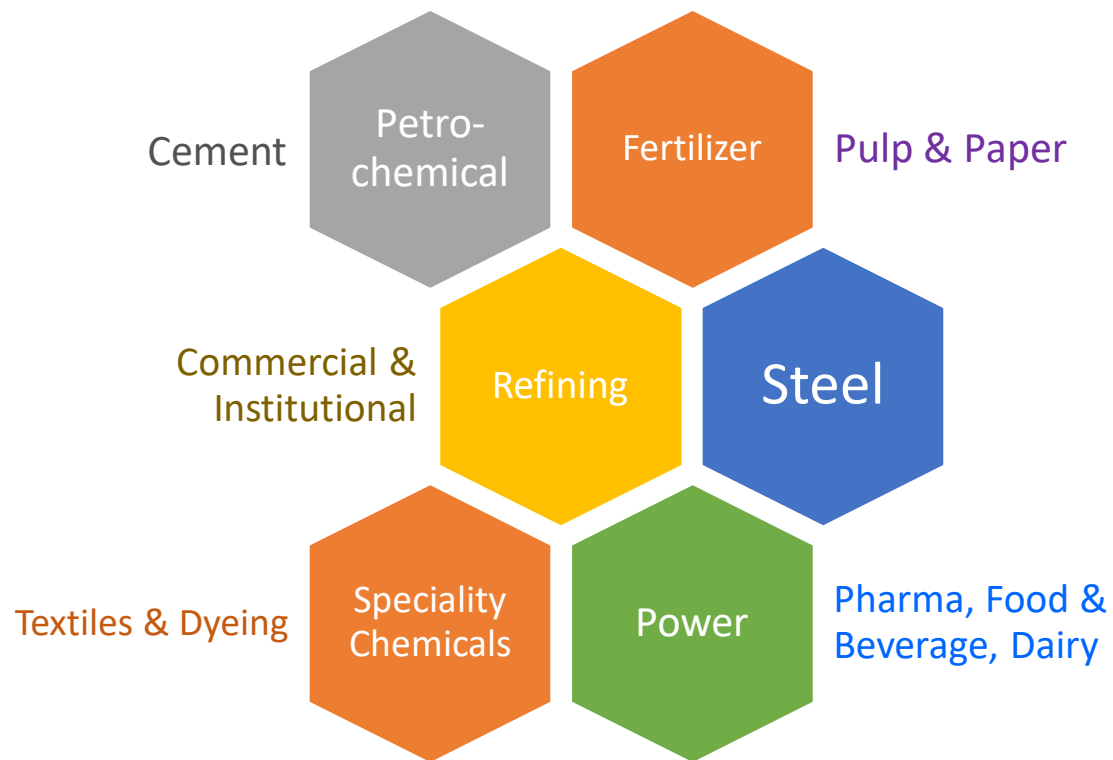 Cement
Petro-
chemical
Fertilizer
Pulp & Paper
Commercial &
Institutional
Refining
Steel
Textiles & Dyeing
Speciality
Chemicals
Power
Pharma, Food &
Beverage, Dairy